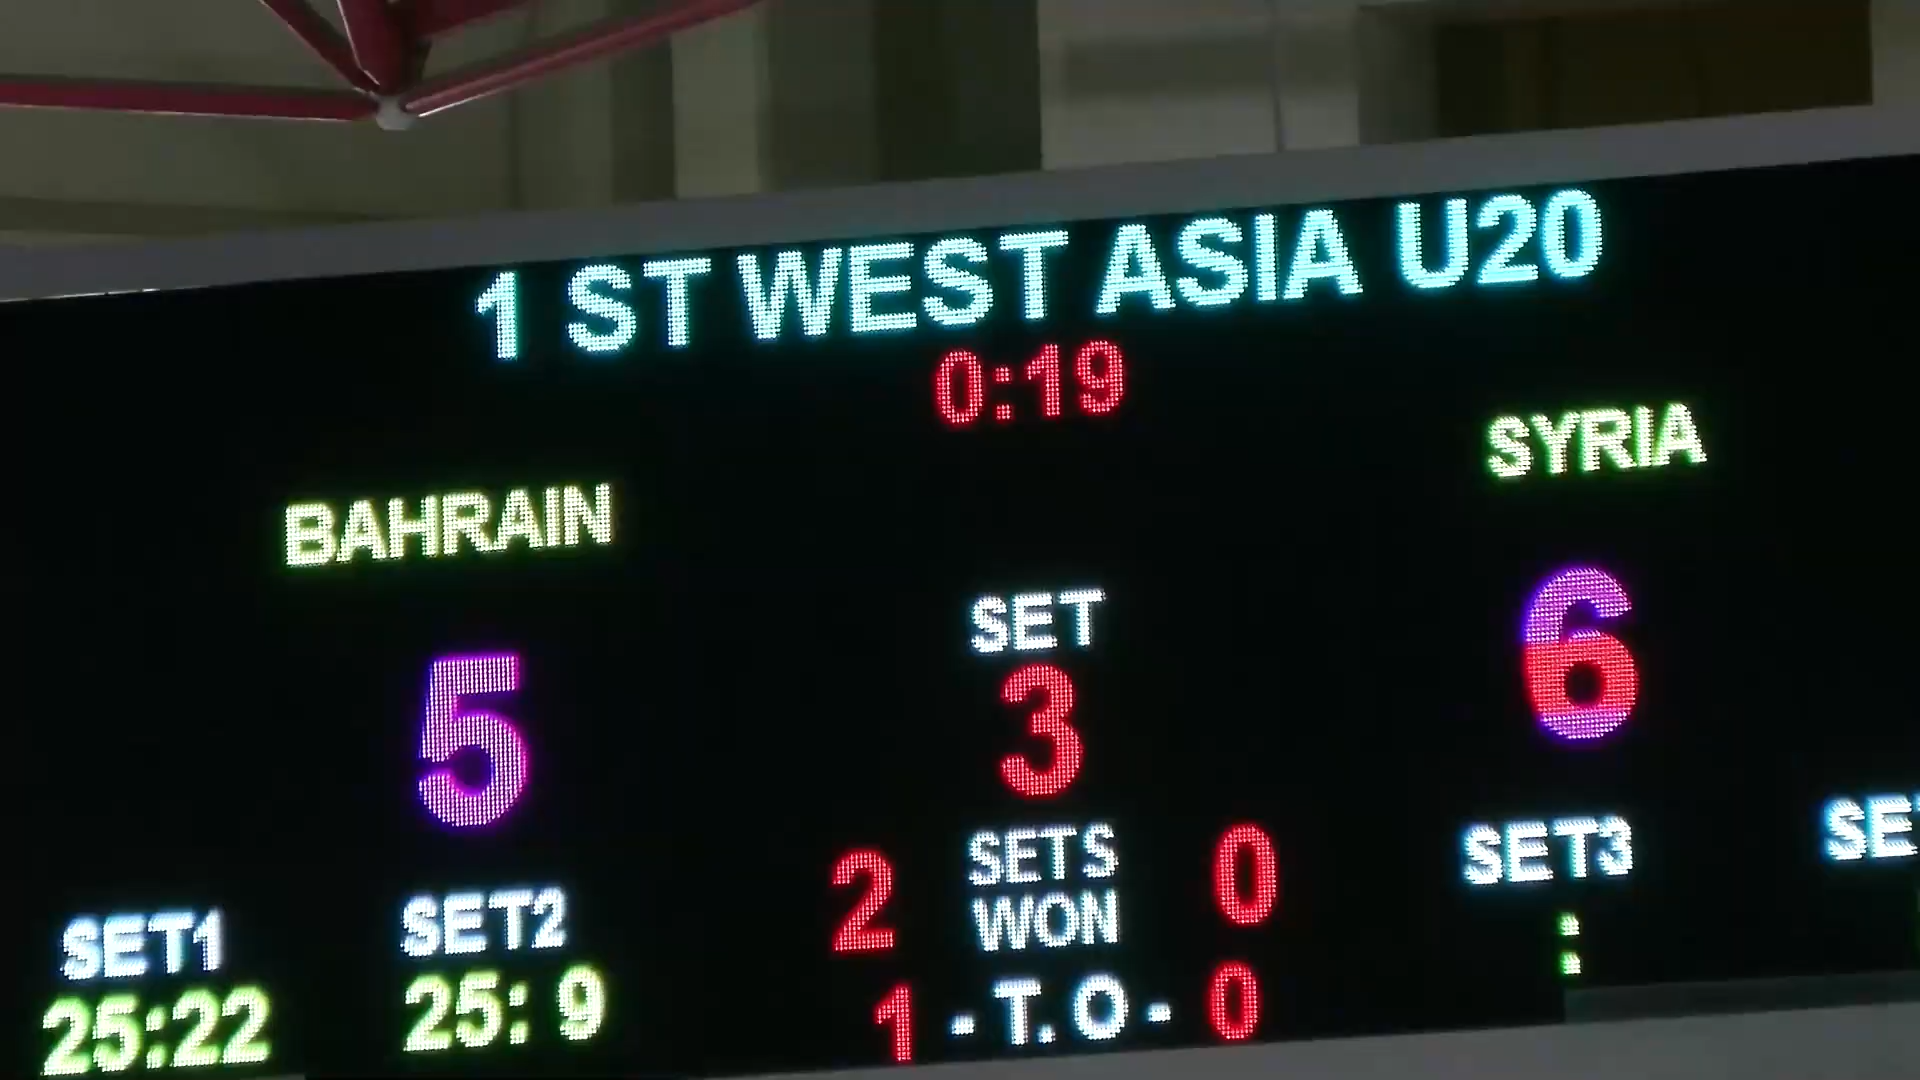 1 ST WEST ASIA U20
0:19
BAHRAIN
SYRIA
5
SET
3
6
2
SETS
WON
0
1
- T.O -
0
SET1
25:22
SET2
25: 9
SET3
: